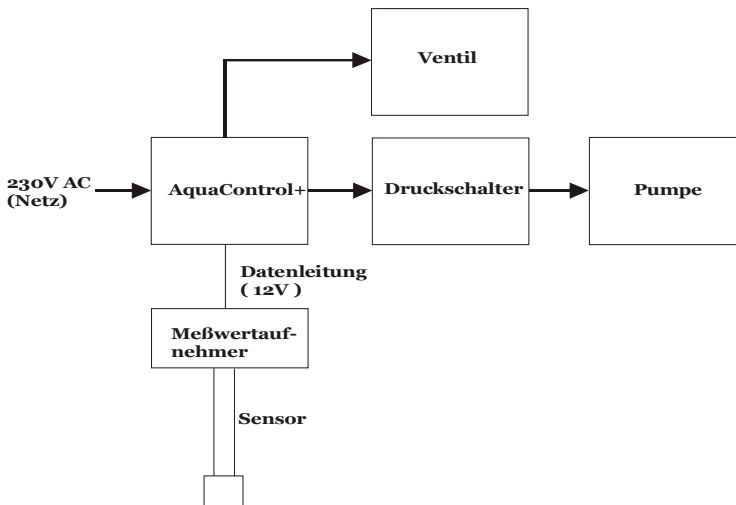 Ventil
230V AC
(Netz)
AquaControl+
Druckschalter
Pumpe
Datenleitung
( 12V )
Meßwertauf-
nehmer
Sensor